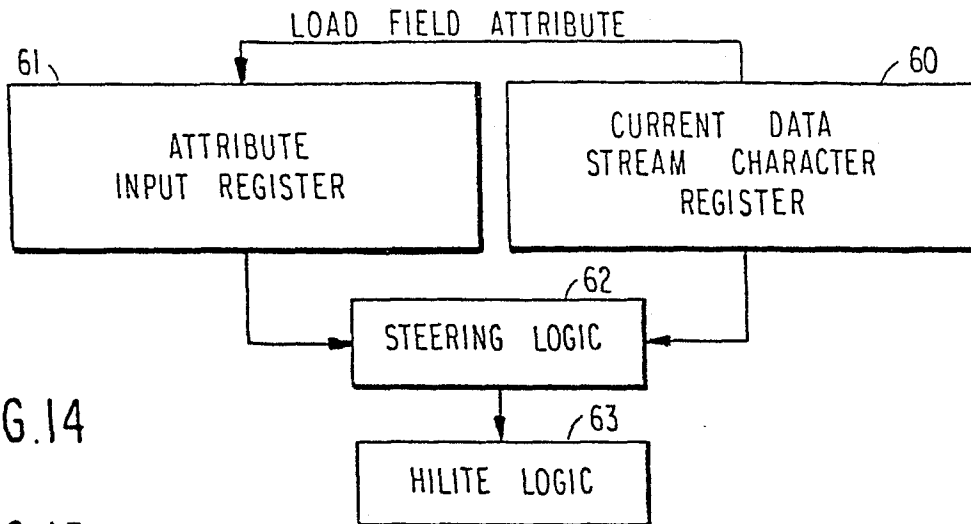 LOAD FIELD ATTRIBUTE
61
60
ATTRIBUTE
INPUT REGISTER
CURRENT DATA
STREAM CHARACTER
REGISTER
62
STEERING LOGIC
G.14
63
HILITE LOGIC